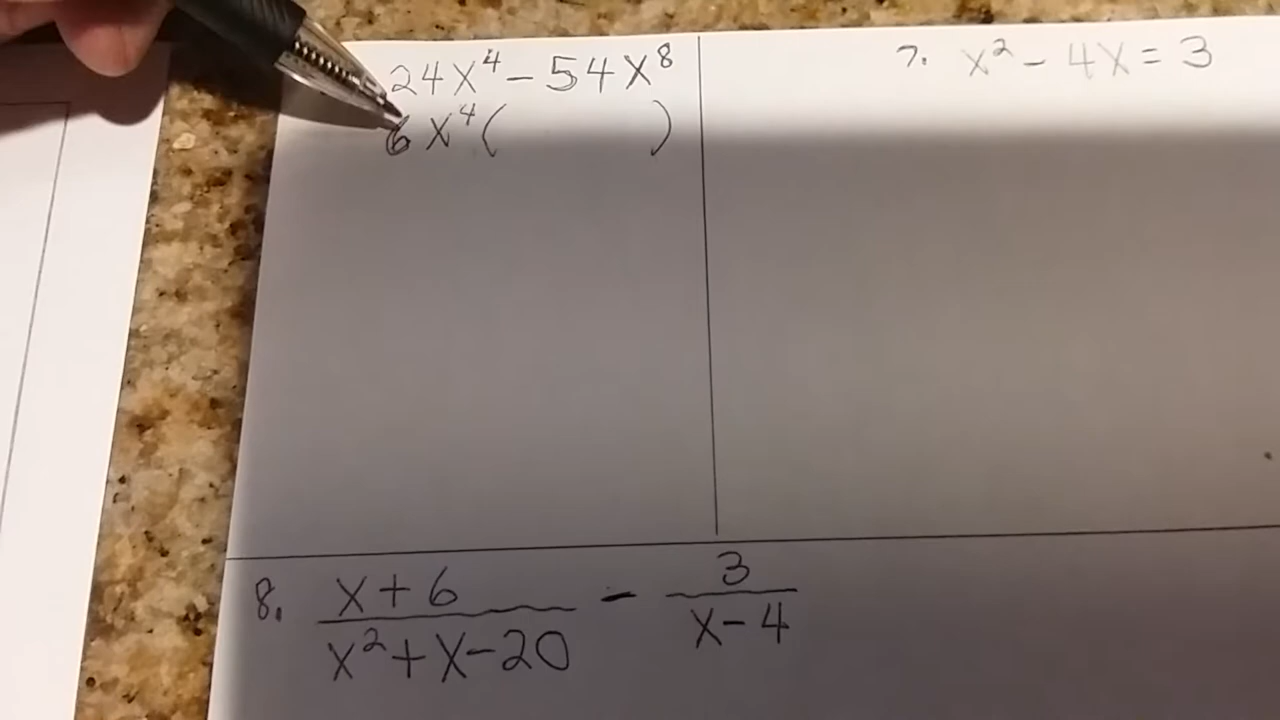 24x⁴ - 54x⁸
6x⁴(          )
7. x² - 4x = 3
8. (x + 6)/(x² + x - 20) - 3/(x - 4)